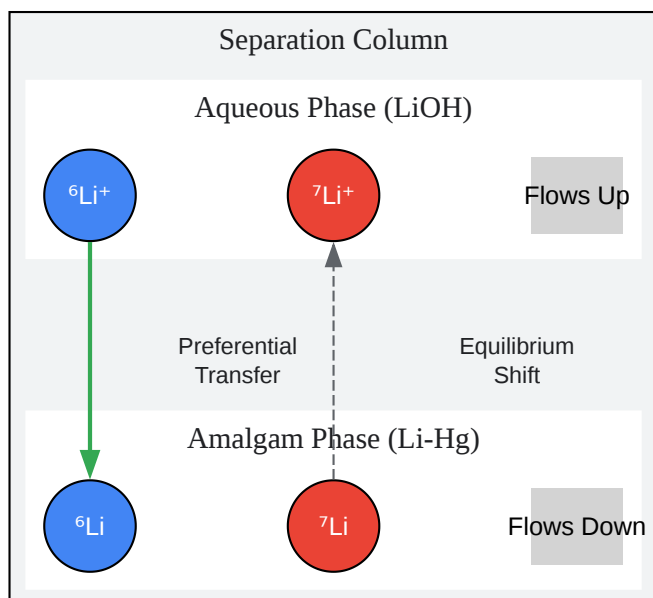 Separation Column
Aqueous Phase (LiOH)
⁶Li⁺
⁷Li⁺
Flows Up
Preferential
Transfer
Equilibrium
Shift
Amalgam Phase (Li-Hg)
⁶Li
⁷Li
Flows Down